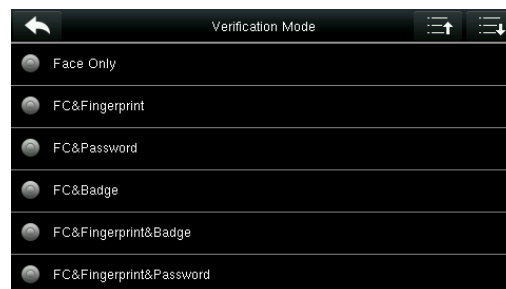 Verification Mode
Face Only
FC&Fingerprint
FC&Password
FC&Badge
FC&Fingerprint&Badge
FC&Fingerprint&Password